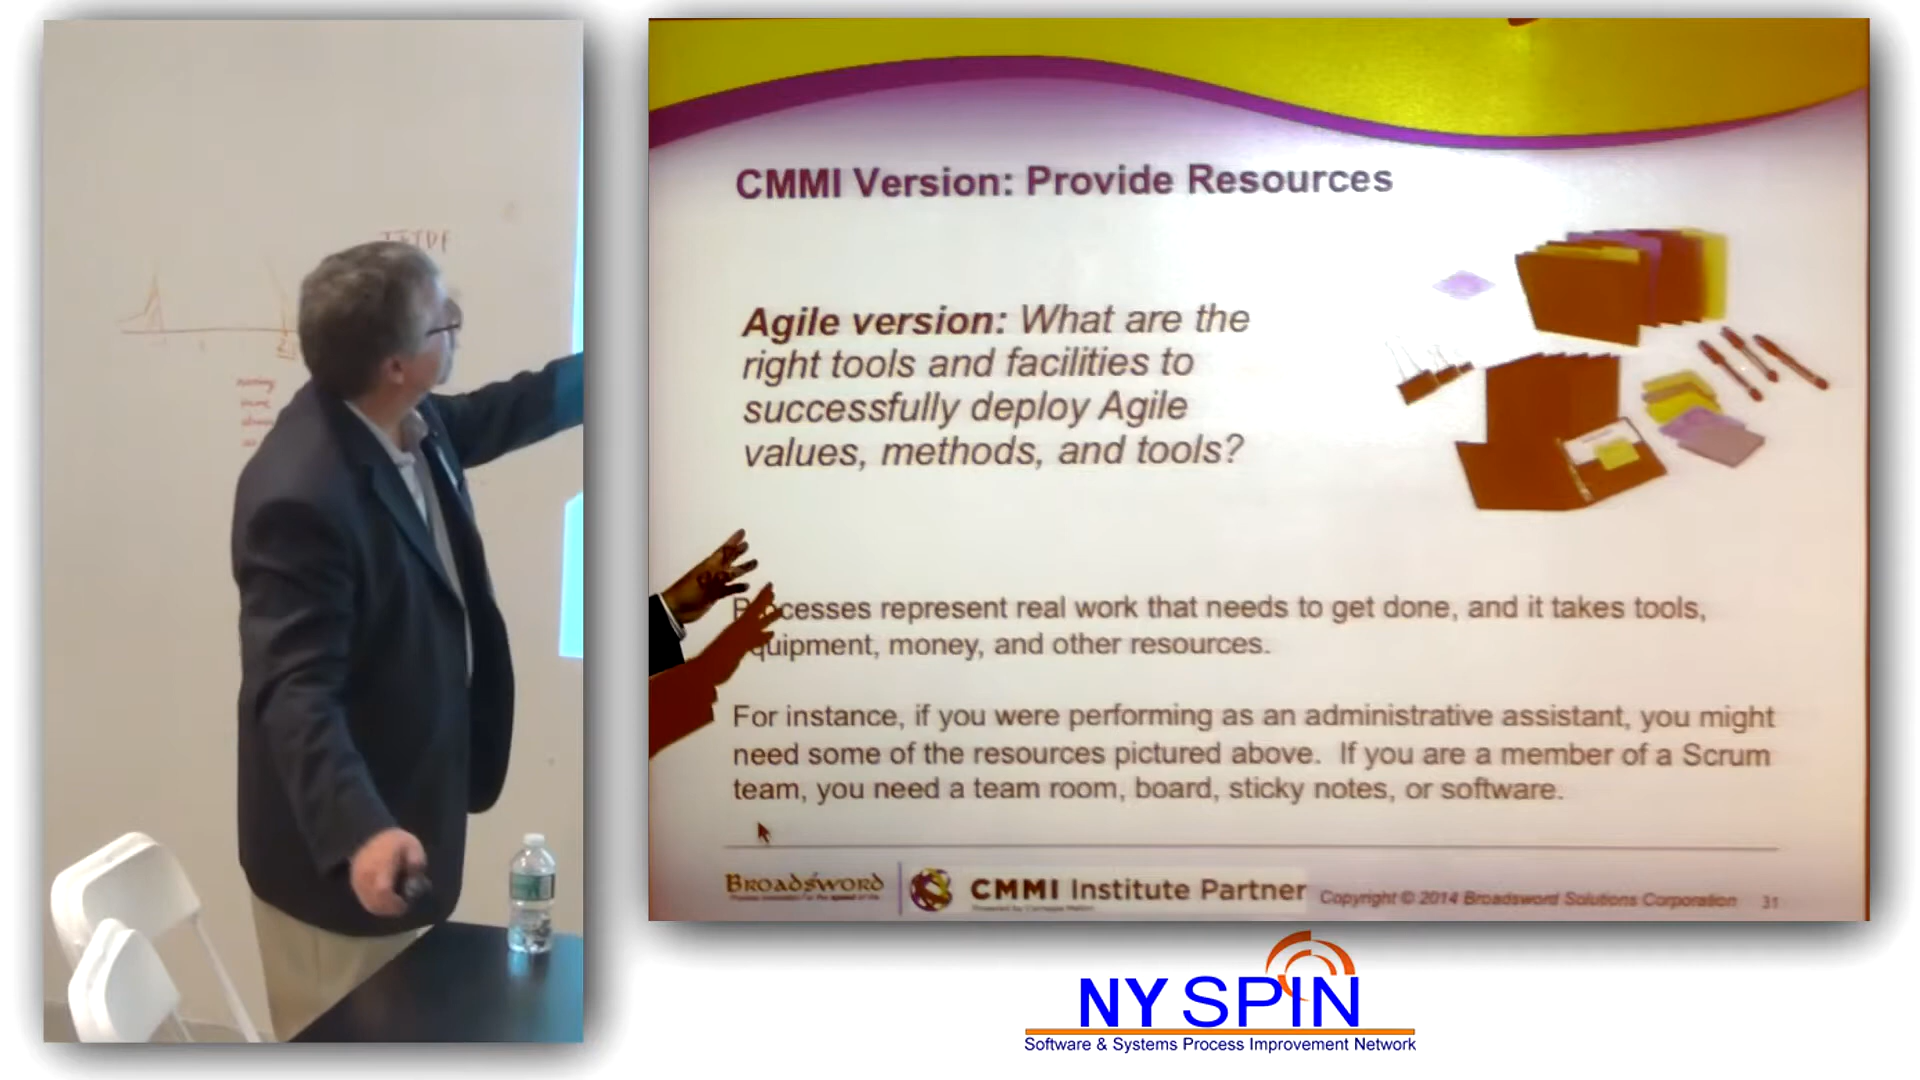 CMMI Version: Provide Resources
Agile version: What are the
right tools and facilities to
successfully deploy Agile
values, methods, and tools?
Processes represent real work that needs to get done, and it takes tools,
equipment, money, and other resources.
For instance, if you were performing as an administrative assistant, you might
need some of the resources pictured above. If you are a member of a Scrum
team, you need a team room, board, sticky notes, or software.
BROADSWORD
CMMI Institute Partner
Copyright © 2014 Broadsword Solutions Corporation 31
NY SPIN
Software & Systems Process Improvement Network